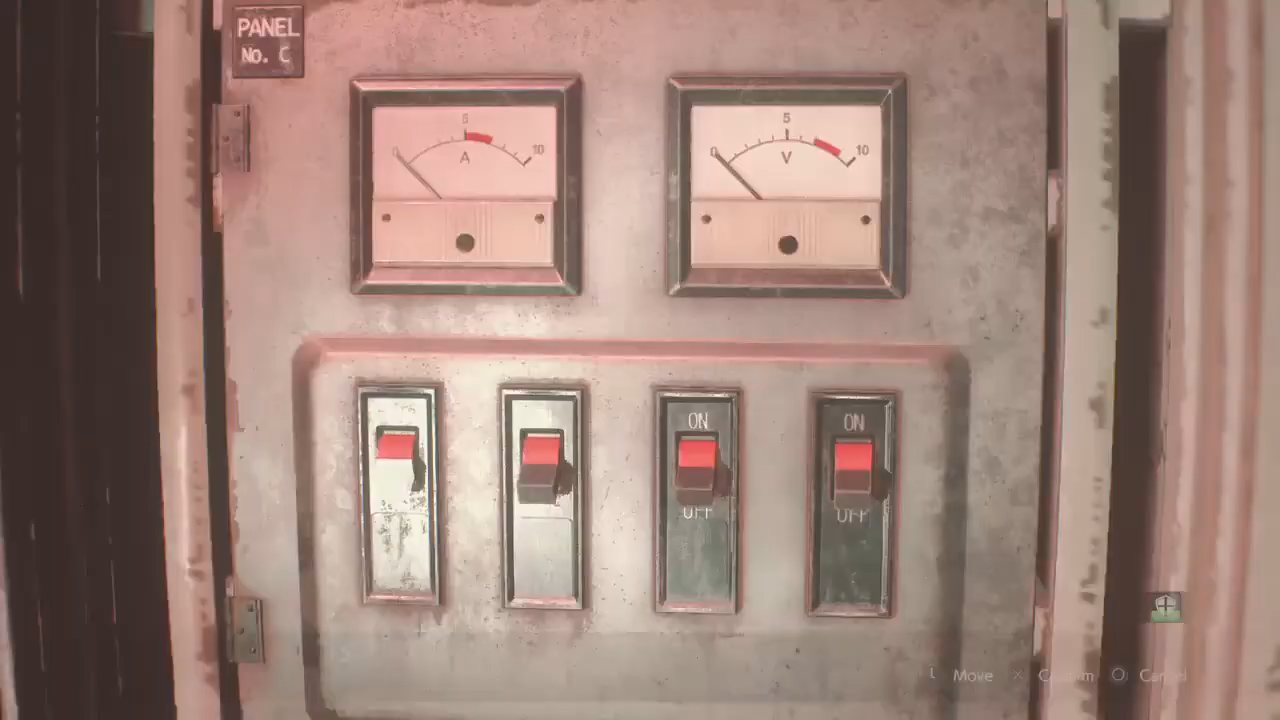 PANEL
No. C
0 5 10
A
0 5 10
V
ON
OFF
ON
OFF
L Move × Confirm ○ Cancel